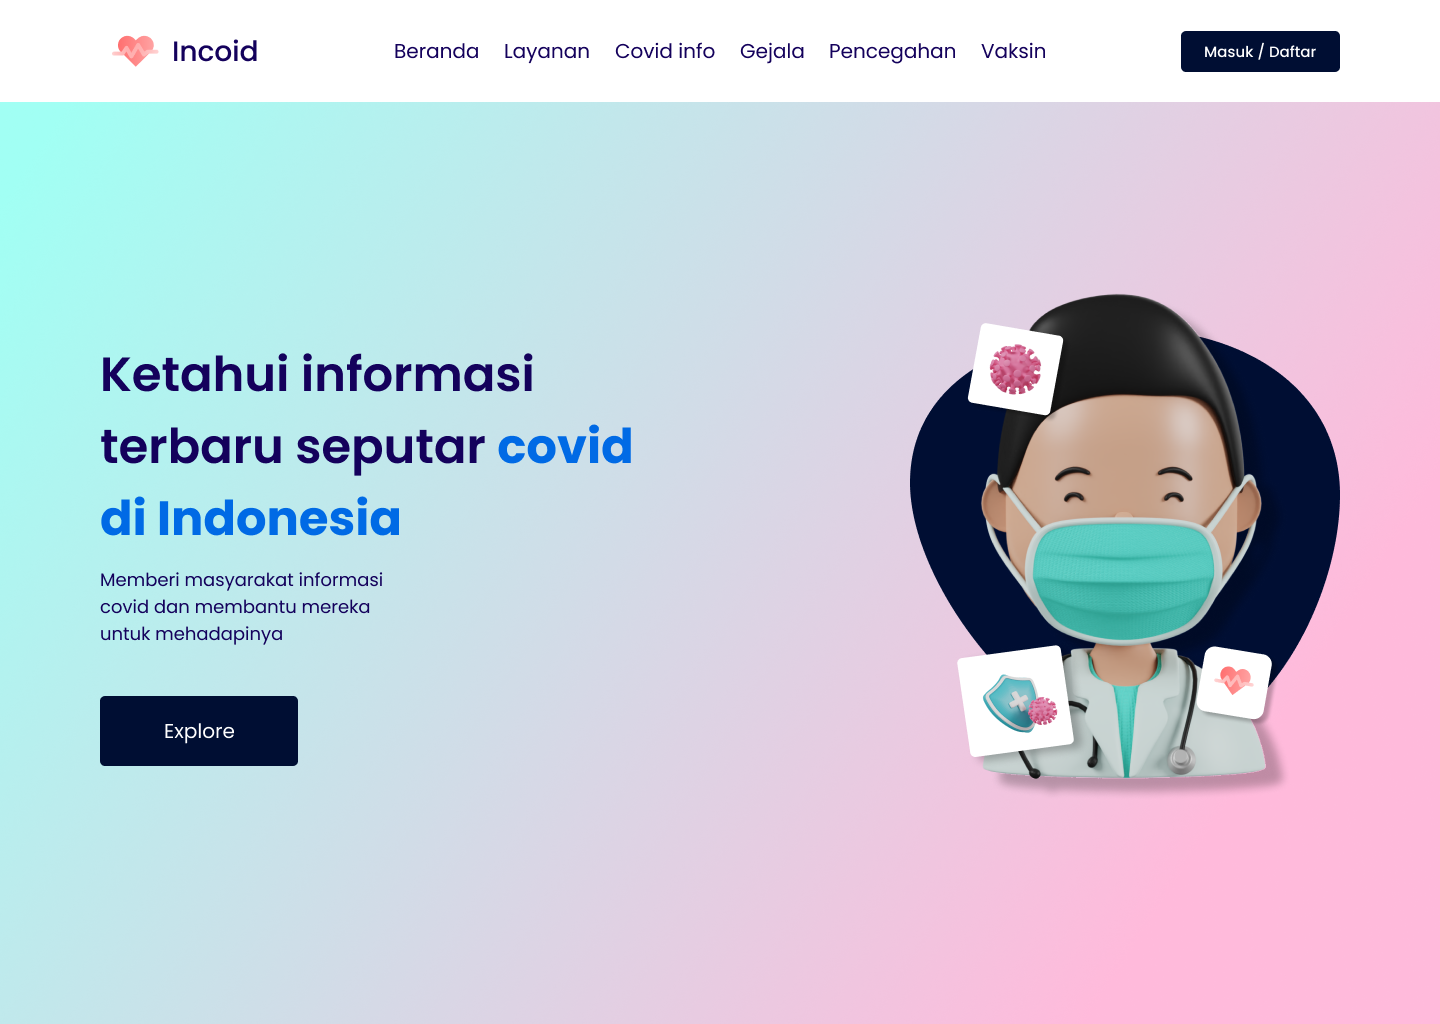 Incoid
Beranda Layanan Covid info Gejala Pencegahan Vaksin
Masuk / Daftar
Ketahui informasi
terbaru seputar covid
di Indonesia
Memberi masyarakat informasi
covid dan membantu mereka
untuk mehadapinya
Explore